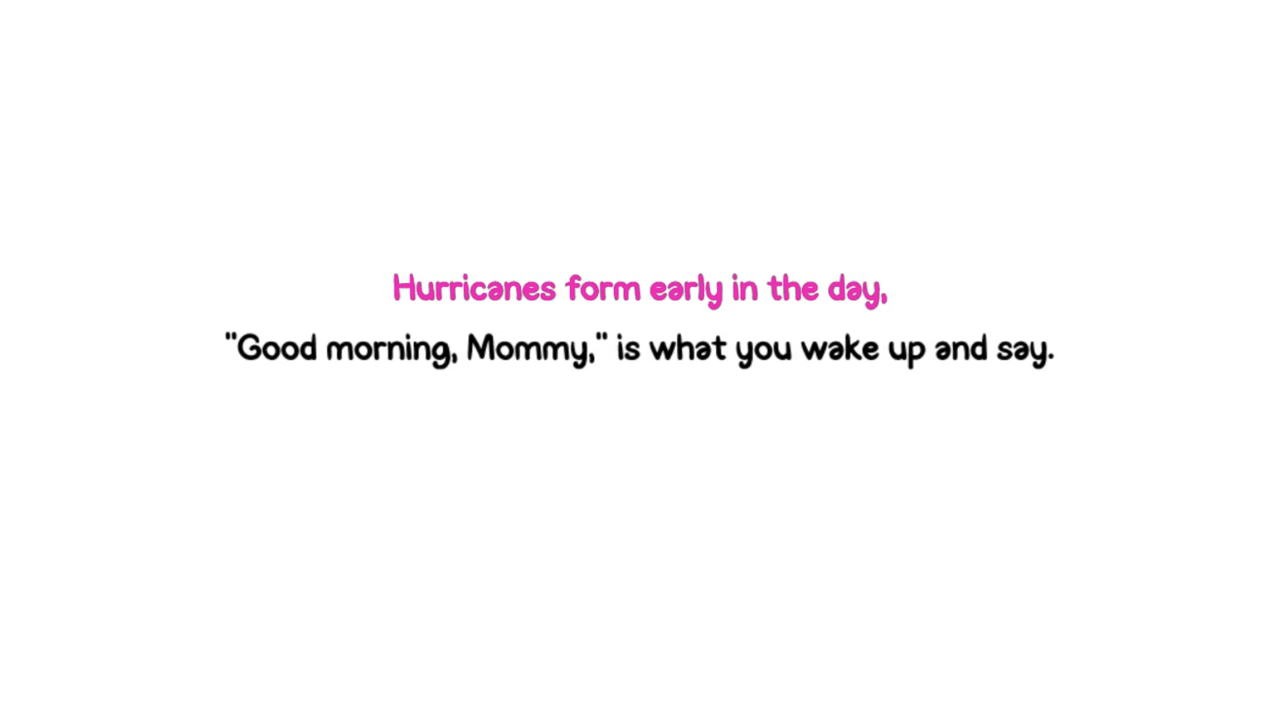 Hurricanes form early in the day,
"Good morning, Mommy," is what you wake up and say.